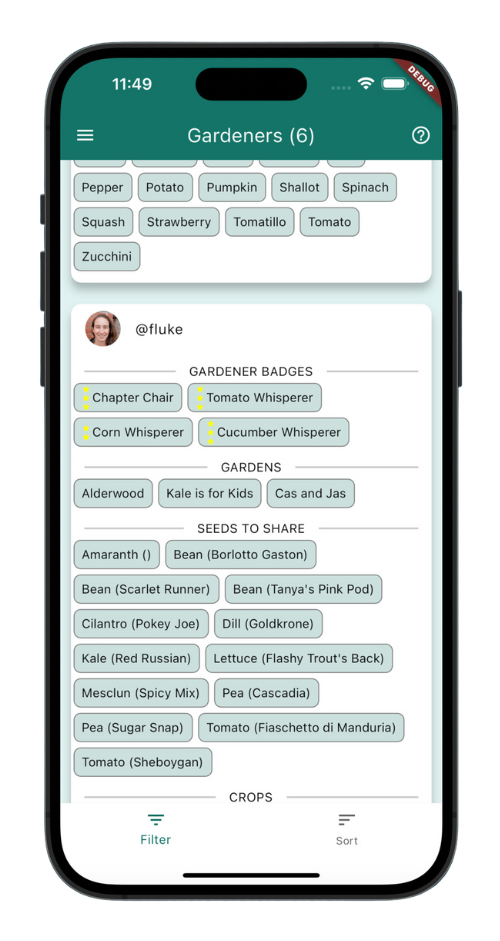 11:49
DEBUG
Gardeners (6)
Pepper Potato Pumpkin Shallot Spinach
Squash Strawberry Tomatillo Tomato
Zucchini
@fluke
GARDENER BADGES
Chapter Chair Tomato Whisperer
Corn Whisperer Cucumber Whisperer
GARDENS
Alderwood Kale is for Kids Cas and Jas
SEEDS TO SHARE
Amaranth () Bean (Borlotto Gaston)
Bean (Scarlet Runner) Bean (Tanya's Pink Pod)
Cilantro (Pokey Joe) Dill (Goldkrone)
Kale (Red Russian) Lettuce (Flashy Trout's Back)
Mesclun (Spicy Mix) Pea (Cascadia)
Pea (Sugar Snap) Tomato (Fiaschetto di Manduria)
Tomato (Sheboygan)
CROPS
Filter Sort